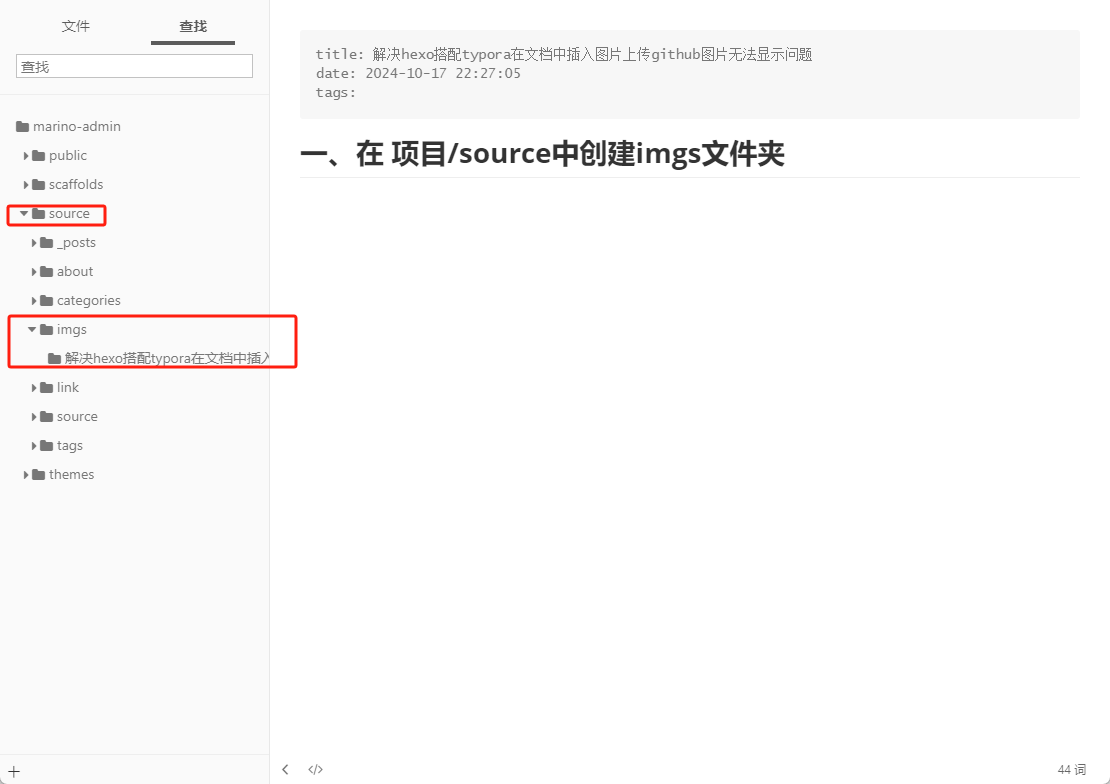 文件
查找
查找
marino-admin
public
scaffolds
source
_posts
about
categories
imgs
解决hexo搭配typora在文档中插入
link
source
tags
themes
title: 解决hexo搭配typora在文档中插入图片上传github图片无法显示问题
date: 2024-10-17 22:27:05
tags:
一、在 项目/source中创建imgs文件夹
</>
44 词